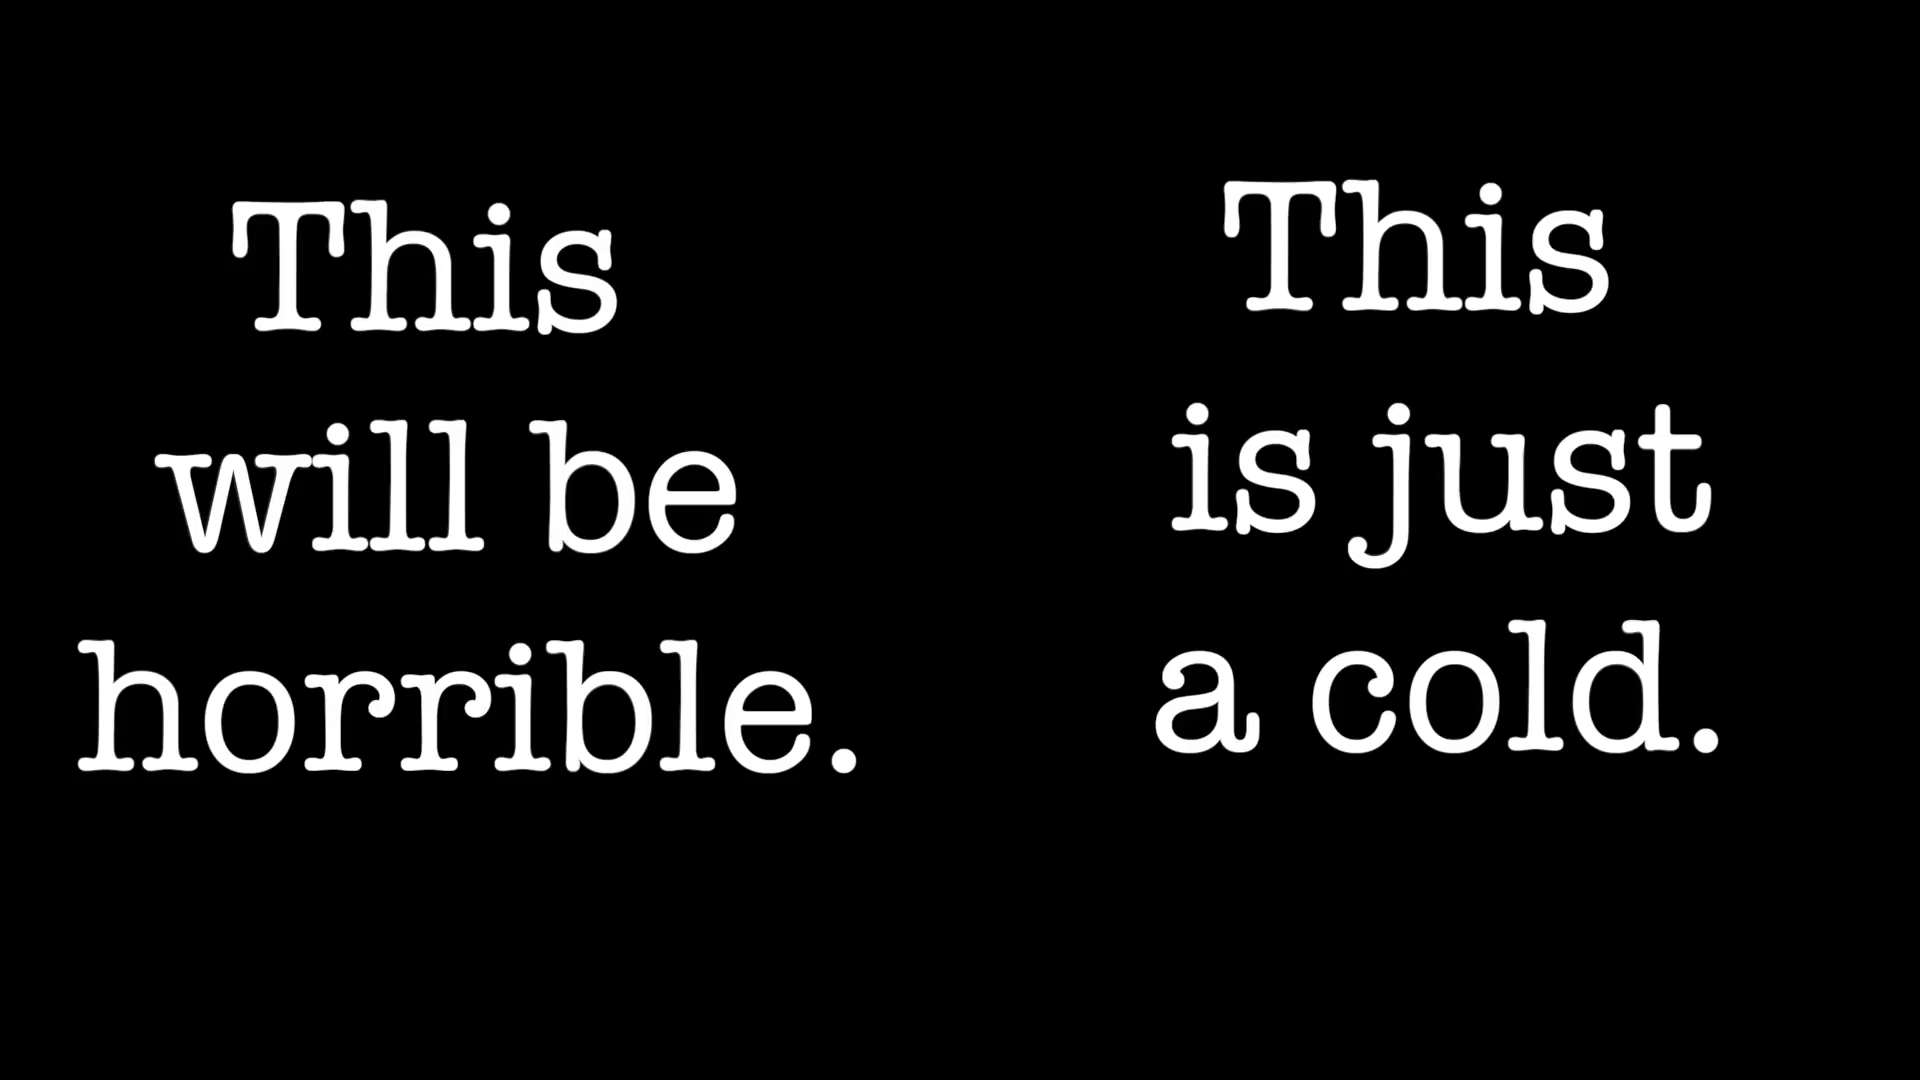 This
will be
horrible.
This
is just
a cold.